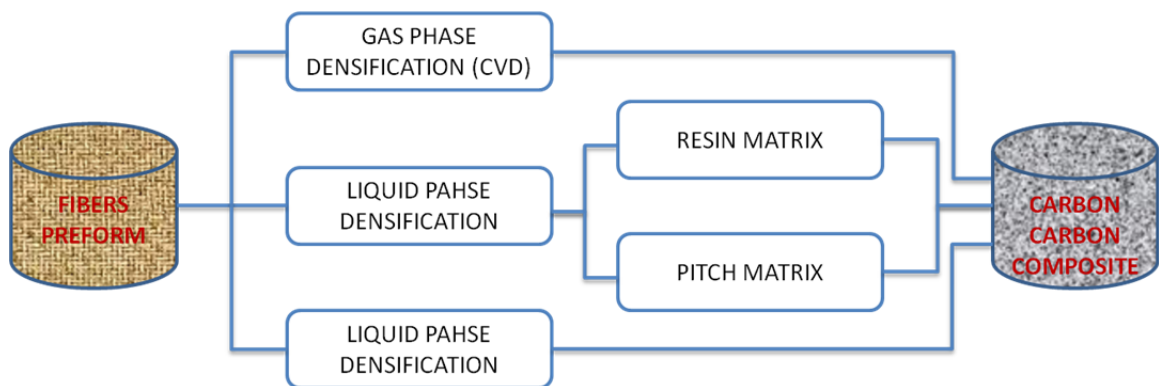 FIBERS
PREFORM
GAS PHASE
DENSIFICATION (CVD)
LIQUID PAHSE
DENSIFICATION
RESIN MATRIX
PITCH MATRIX
LIQUID PAHSE
DENSIFICATION
CARBON
CARBON
COMPOSITE